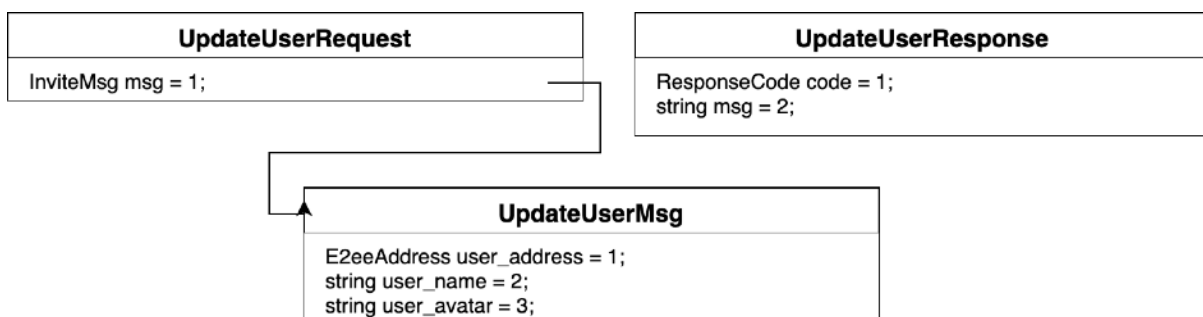 UpdateUserRequest
InviteMsg msg = 1;
UpdateUserResponse
ResponseCode code = 1;
string msg = 2;
UpdateUserMsg
E2eeAddress user_address = 1;
string user_name = 2;
string user_avatar = 3;